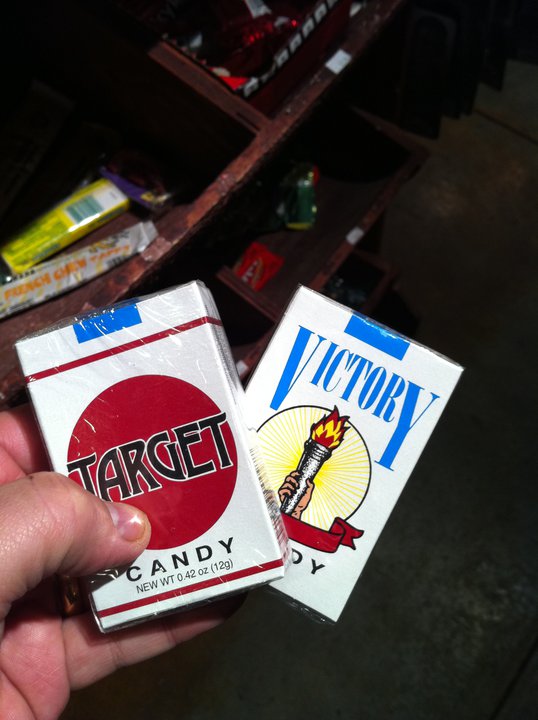 TARGET
CANDY
NEW WT 0.42 oz (12g)
VICTORY
DY